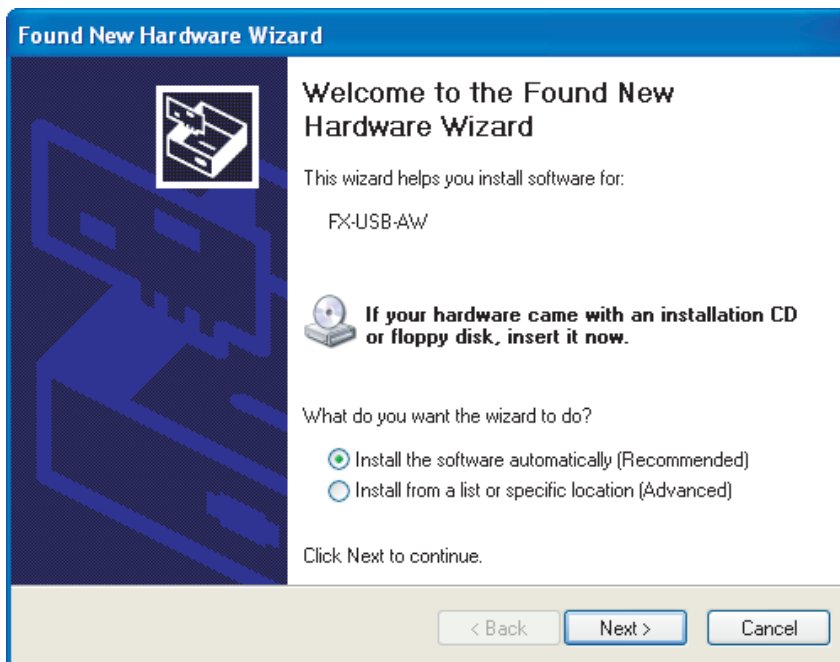 Found New Hardware Wizard
Welcome to the Found New
Hardware Wizard
This wizard helps you install software for:
FX-USB-AW
If your hardware came with an installation CD
or floppy disk, insert it now.
What do you want the wizard to do?
Install the software automatically (Recommended)
Install from a list or specific location (Advanced)
Click Next to continue.
< Back Next > Cancel